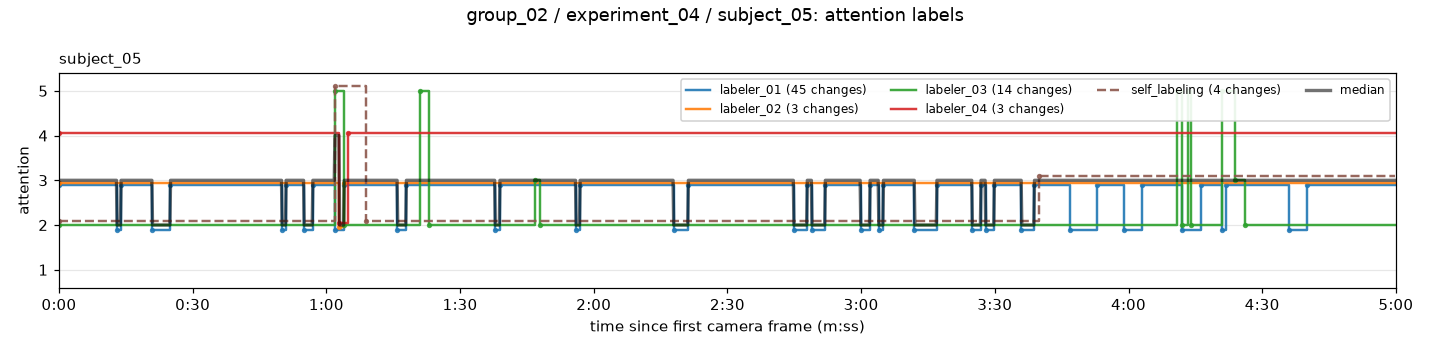 group_02 / experiment_04 / subject_05: attention labels
subject_05
labeler_01 (45 changes)
labeler_02 (3 changes)
labeler_03 (14 changes)
labeler_04 (3 changes)
self_labeling (4 changes)
median
attention
5
4
3
2
1
0:00 0:30 1:00 1:30 2:00 2:30 3:00 3:30 4:00 4:30 5:00
time since first camera frame (m:ss)